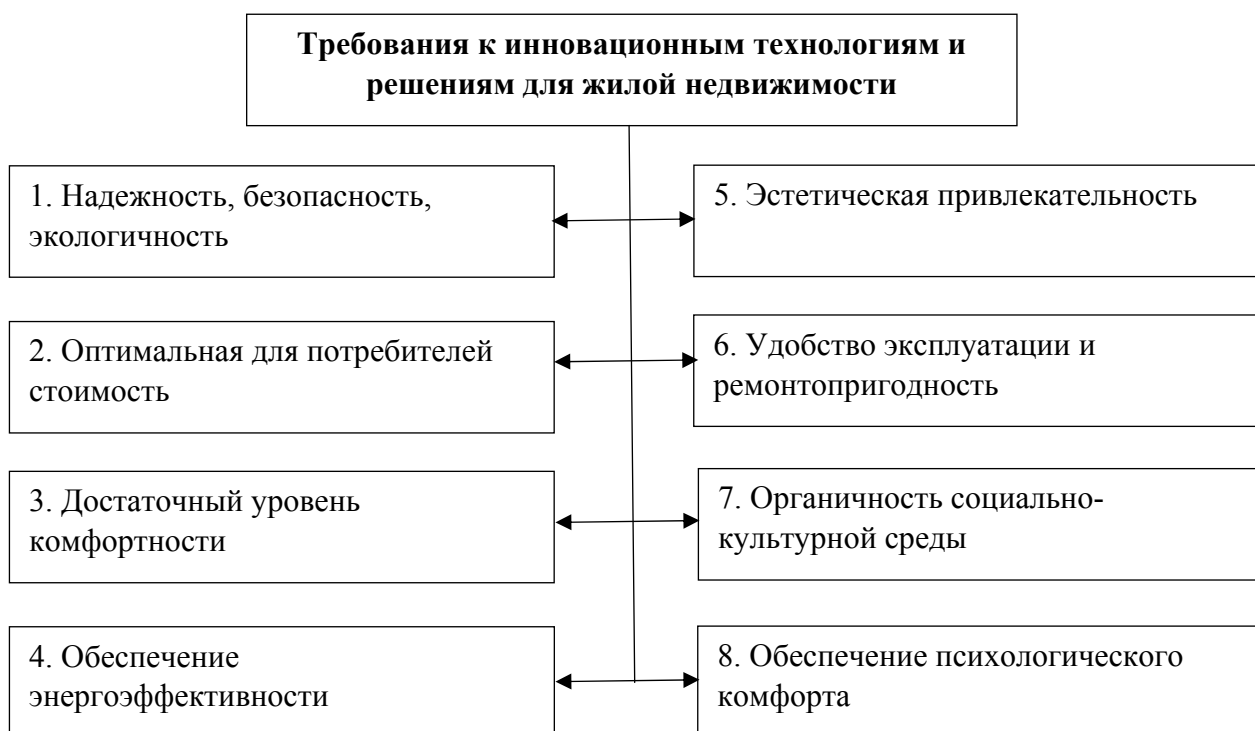 Требования к инновационным технологиям и
решениям для жилой недвижимости
1. Надежность, безопасность,
экологичность
2. Оптимальная для потребителей
стоимость
3. Достаточный уровень
комфортности
4. Обеспечение
энергоэффективности
5. Эстетическая привлекательность
6. Удобство эксплуатации и
ремонтопригодность
7. Органичность социально-
культурной среды
8. Обеспечение психологического
комфорта